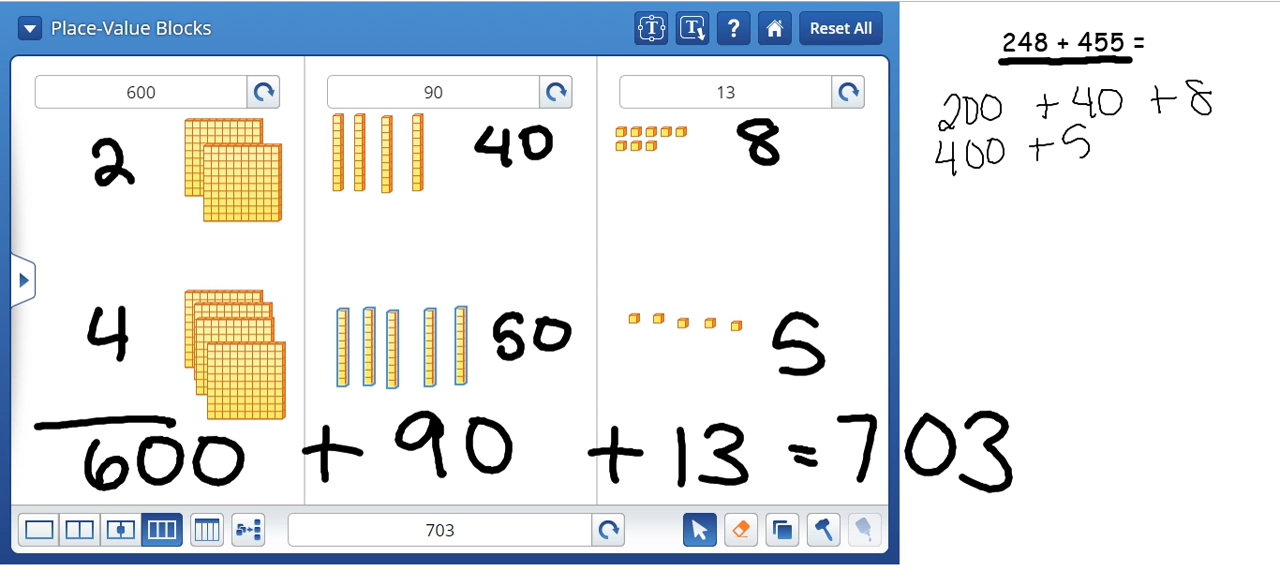 Place-Value Blocks ? Reset All
248 + 455 =
600 90 13
200 + 40 + 8
400 + 5
2 40 8
4 50 5
600 + 90 + 13 = 703
703